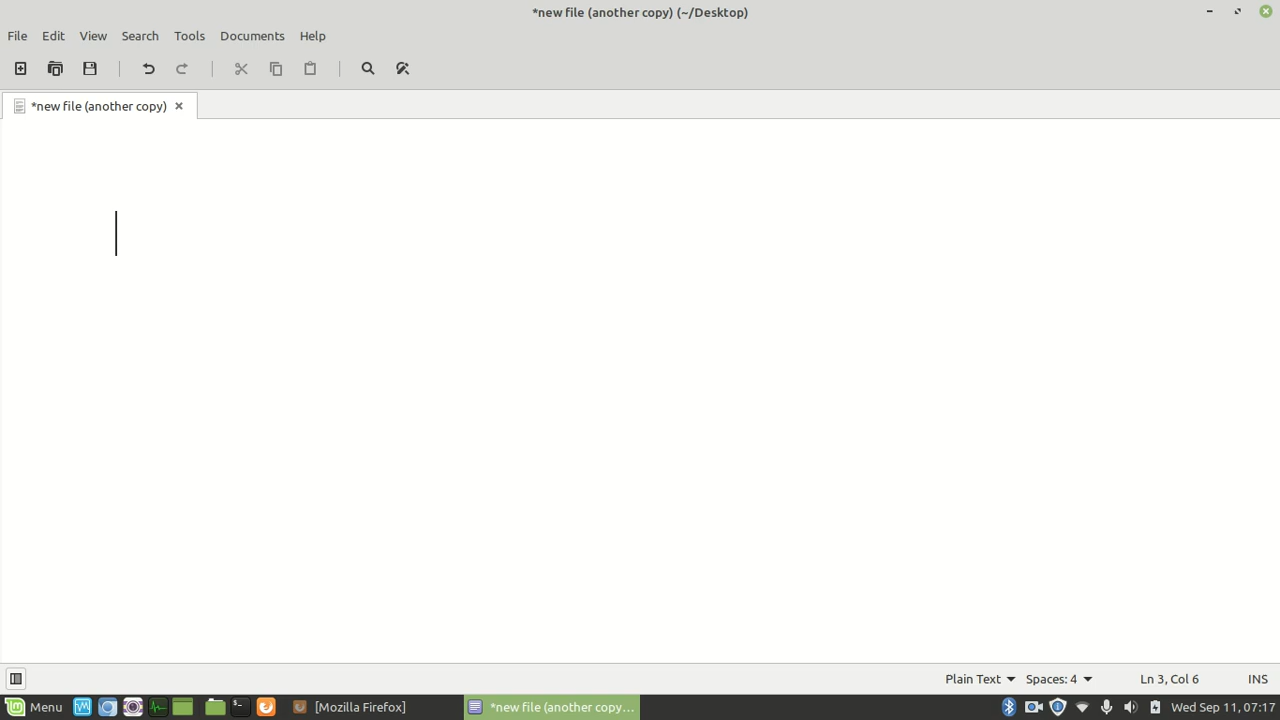 *new file (another copy) (~/Desktop)
File Edit View Search Tools Documents Help
*new file (another copy)
Plain Text Spaces: 4 Ln 3, Col 6 INS
Menu [Mozilla Firefox] *new file (another copy... Wed Sep 11, 07:17